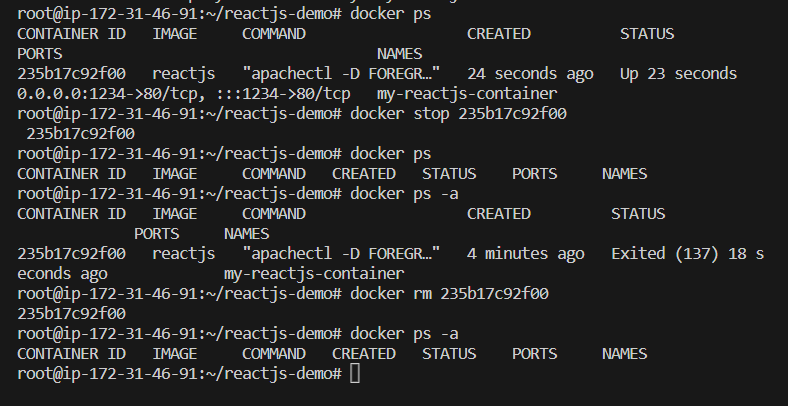 root@ip-172-31-46-91:~/reactjs-demo# docker ps
CONTAINER ID   IMAGE     COMMAND                  CREATED          STATUS
PORTS                                   NAMES
235b17c92f00   reactjs   "apachectl -D FOREGR…"   24 seconds ago   Up 23 seconds
0.0.0.0:1234->80/tcp, :::1234->80/tcp   my-reactjs-container
root@ip-172-31-46-91:~/reactjs-demo# docker stop 235b17c92f00
235b17c92f00
root@ip-172-31-46-91:~/reactjs-demo# docker ps
CONTAINER ID   IMAGE     COMMAND   CREATED   STATUS    PORTS     NAMES
root@ip-172-31-46-91:~/reactjs-demo# docker ps -a
CONTAINER ID   IMAGE     COMMAND                  CREATED         STATUS
PORTS     NAMES
235b17c92f00   reactjs   "apachectl -D FOREGR…"   4 minutes ago   Exited (137) 18 s
econds ago             my-reactjs-container
root@ip-172-31-46-91:~/reactjs-demo# docker rm 235b17c92f00
235b17c92f00
root@ip-172-31-46-91:~/reactjs-demo# docker ps -a
CONTAINER ID   IMAGE     COMMAND   CREATED   STATUS    PORTS     NAMES
root@ip-172-31-46-91:~/reactjs-demo#